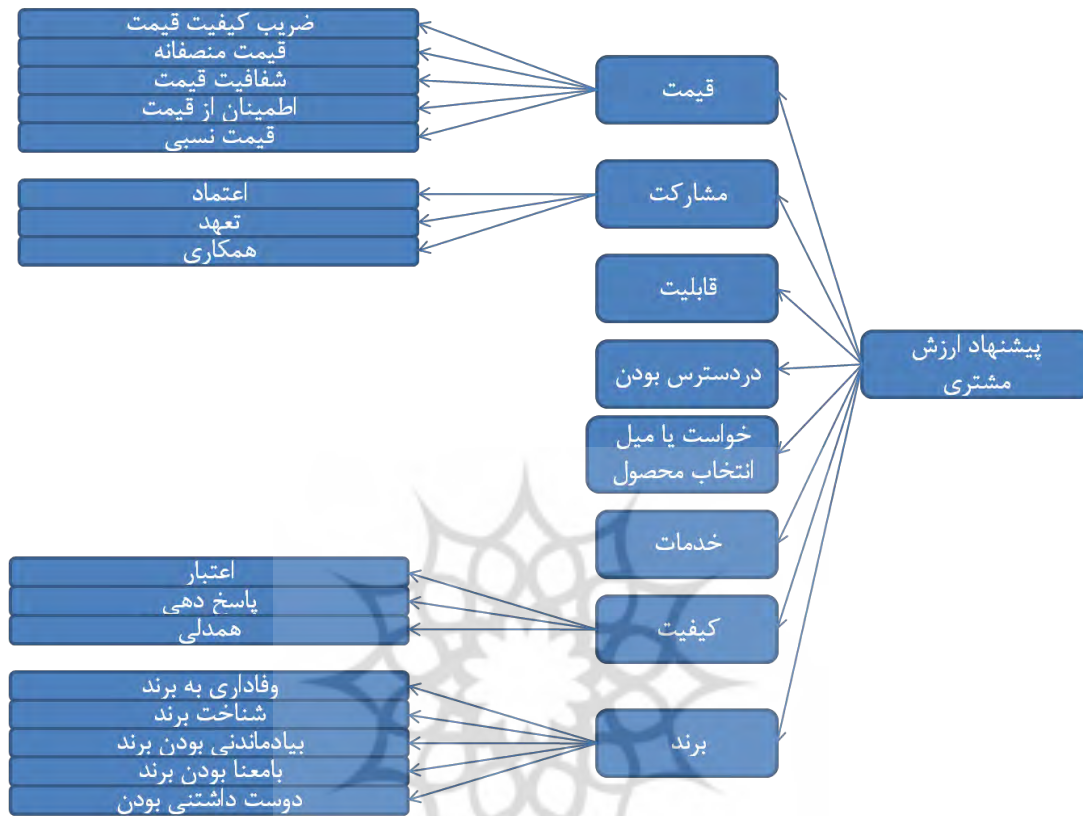 پیشنهاد ارزش
مشتری
قیمت
ضریب کیفیت قیمت
قیمت منصفانه
شفافیت قیمت
اطمینان از قیمت
قیمت نسبی
مشارکت
اعتماد
تعهد
همکاری
قابلیت
دردسترس بودن
خواست یا میل
انتخاب محصول
خدمات
کیفیت
اعتبار
پاسخ دهی
همدلی
برند
وفاداری به برند
شناخت برند
بیادماندنی بودن برند
بامعنا بودن برند
دوست داشتنی بودن